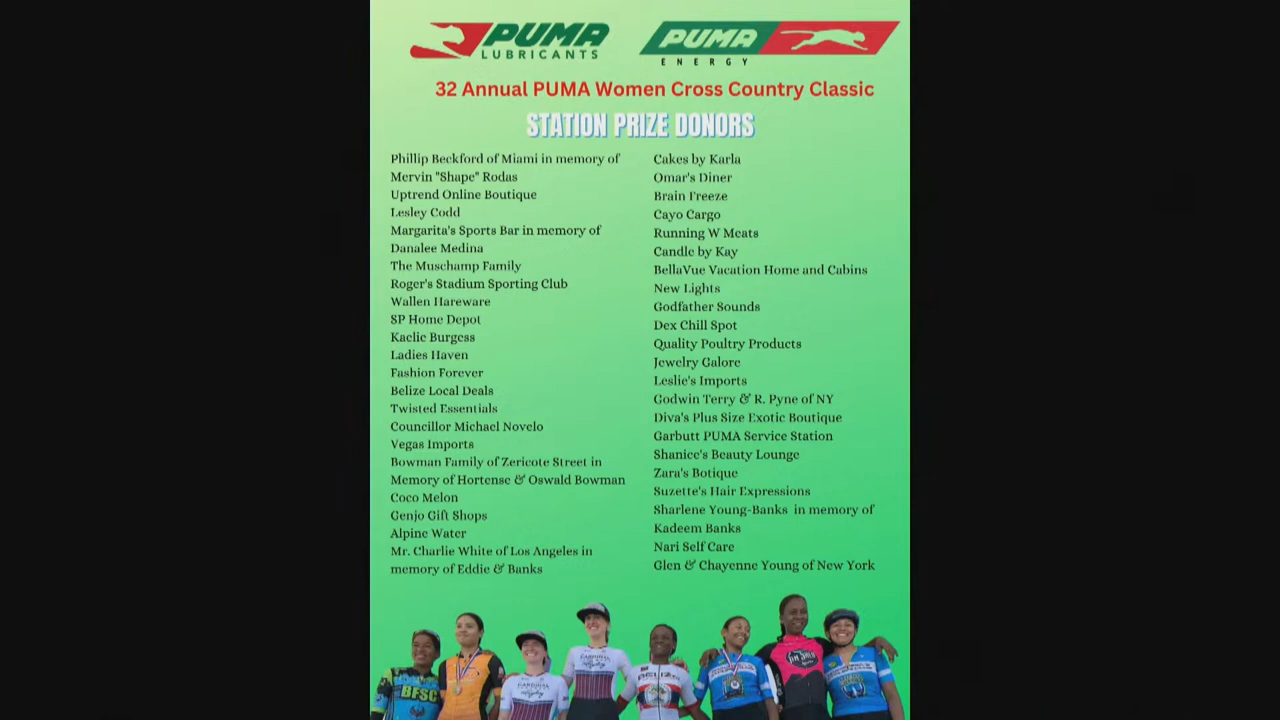 PUMA
LUBRICANTS
PUMA
ENERGY
32 Annual PUMA Women Cross Country Classic
STATION PRIZE DONORS
Phillip Beckford of Miami in memory of
Mervin "Shape" Rodas
Uptrend Online Boutique
Lesley Codd
Margarita's Sports Bar in memory of
Danalee Medina
The Muschamp Family
Roger's Stadium Sporting Club
Wallen Hareware
SP Home Depot
Kaelie Burgess
Ladies Haven
Fashion Forever
Belize Local Deals
Twisted Essentials
Councillor Michael Novelo
Vegas Imports
Bowman Family of Zericote Street in
Memory of Hortense & Oswald Bowman
Coco Melon
Genjo Gift Shops
Alpine Water
Mr. Charlie White of Los Angeles in
memory of Eddie & Banks
Cakes by Karla
Omar's Diner
Brain Freeze
Cayo Cargo
Running W Meats
Candle by Kay
BellaVue Vacation Home and Cabins
New Lights
Godfather Sounds
Dex Chill Spot
Quality Poultry Products
Jewelry Galore
Leslie's Imports
Godwin Terry & R. Pyne of NY
Diva's Plus Size Exotic Boutique
Garbutt PUMA Service Station
Shanice's Beauty Lounge
Zara's Botique
Suzette's Hair Expressions
Sharlene Young-Banks in memory of
Kadeem Banks
Nari Self Care
Glen & Chayenne Young of New York
BFSC
CARDINAL
CARDINAL
BELIZE